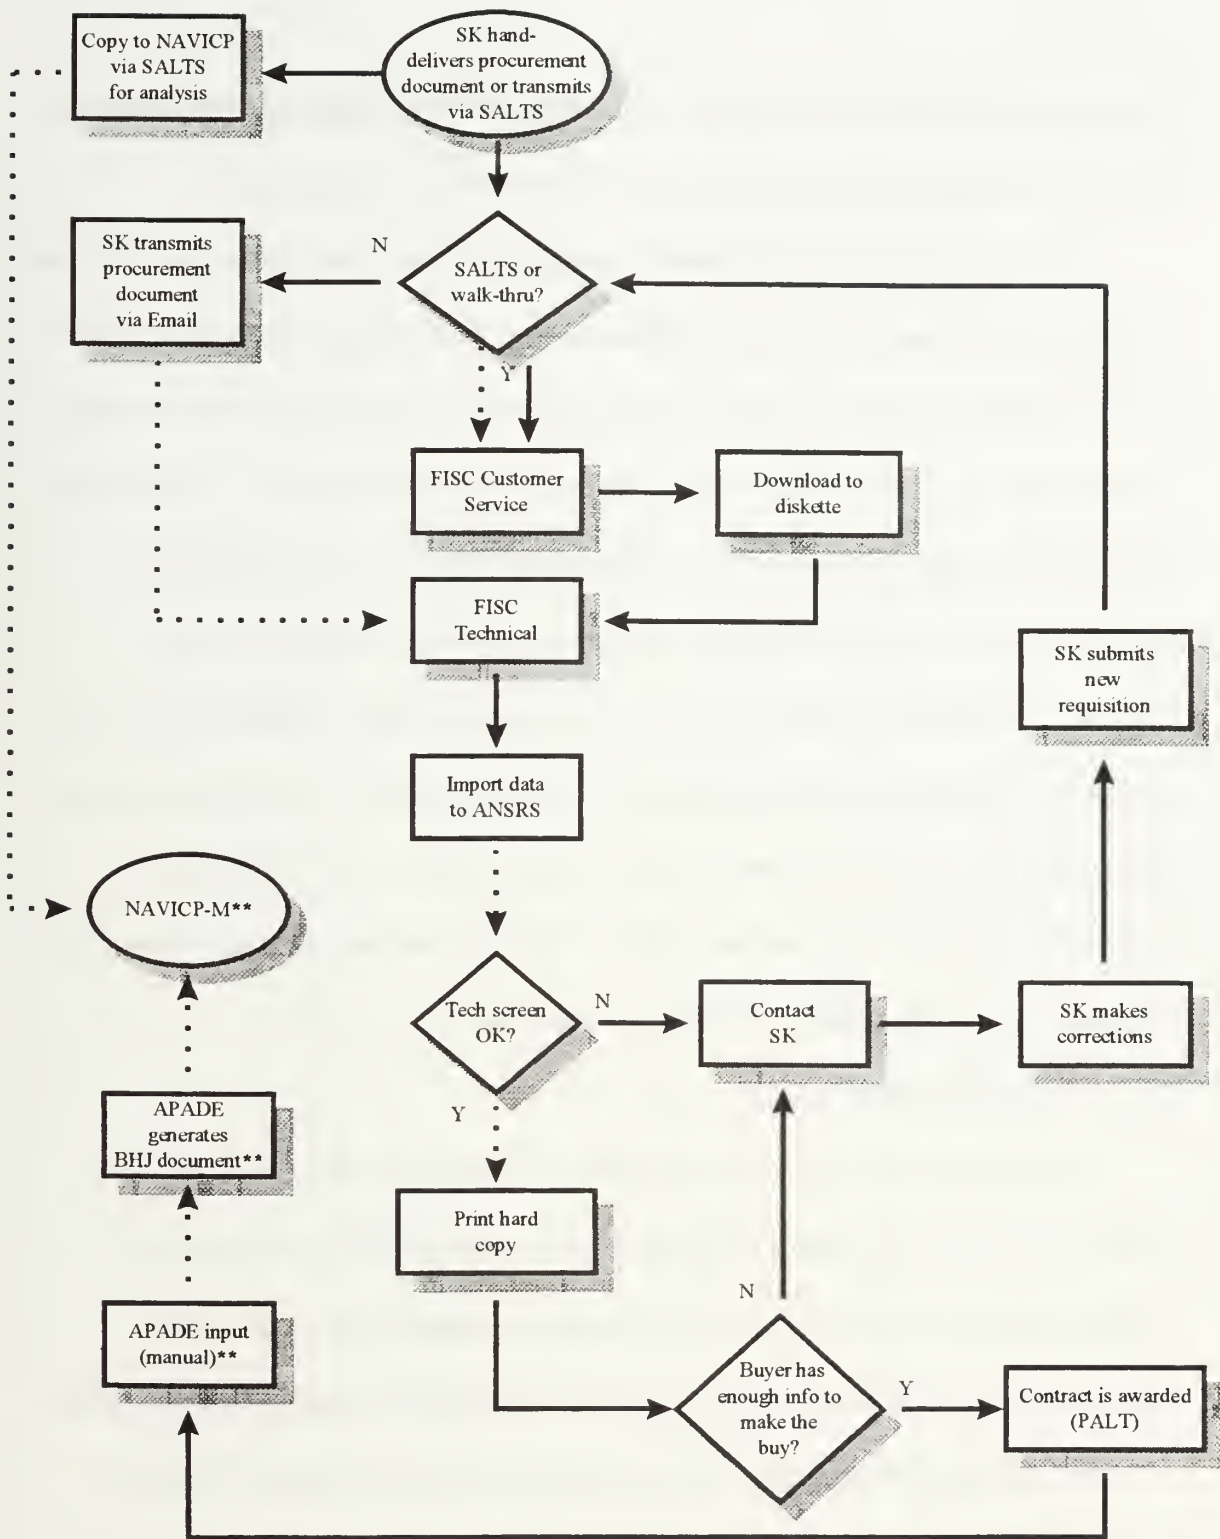 Copy to NAVICP
via SALTS
for analysis
SK hand-
delivers procurement
document or transmits
via SALTS
SK transmits
procurement
document
via Email
N
SALTS or
walk-thru?
Y
FISC Customer
Service
Download to
diskette
FISC
Technical
SK submits
new
requisition
Import data
to ANSRS
NAVICP-M**
Tech screen
OK?
N
Contact
SK
SK makes
corrections
Y
APADE
generates
BHJ document**
Print hard
copy
N
APADE input
(manual)**
Buyer has
enough info to
make the
buy?
Y
Contract is awarded
(PALT)